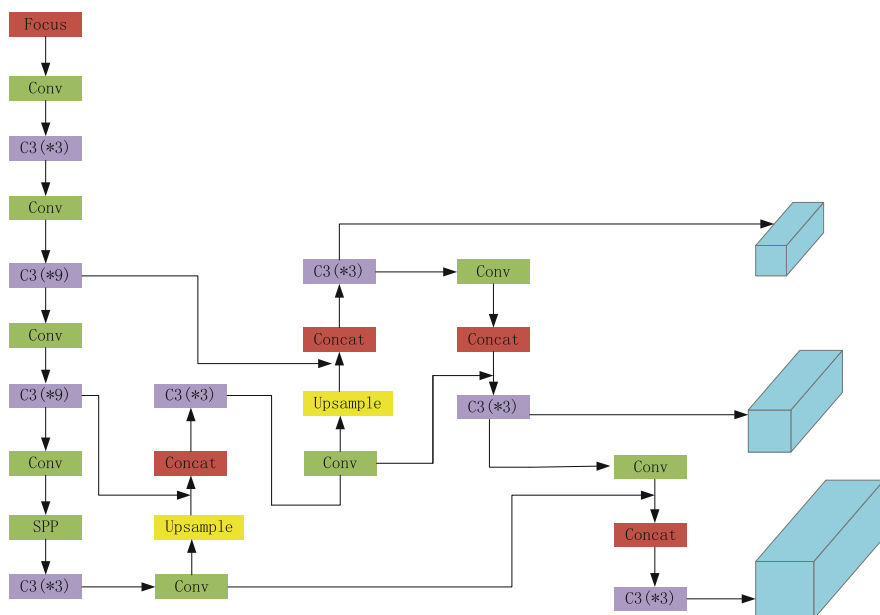 Focus
Conv
C3(*3)
Conv
C3(*9)
Conv
C3(*9)
Conv
SPP
C3(*3)
C3(*3)
Concat
Upsample
Conv
C3(*3)
Concat
Upsample
Conv
Conv
Concat
C3(*3)
Conv
Concat
C3(*3)